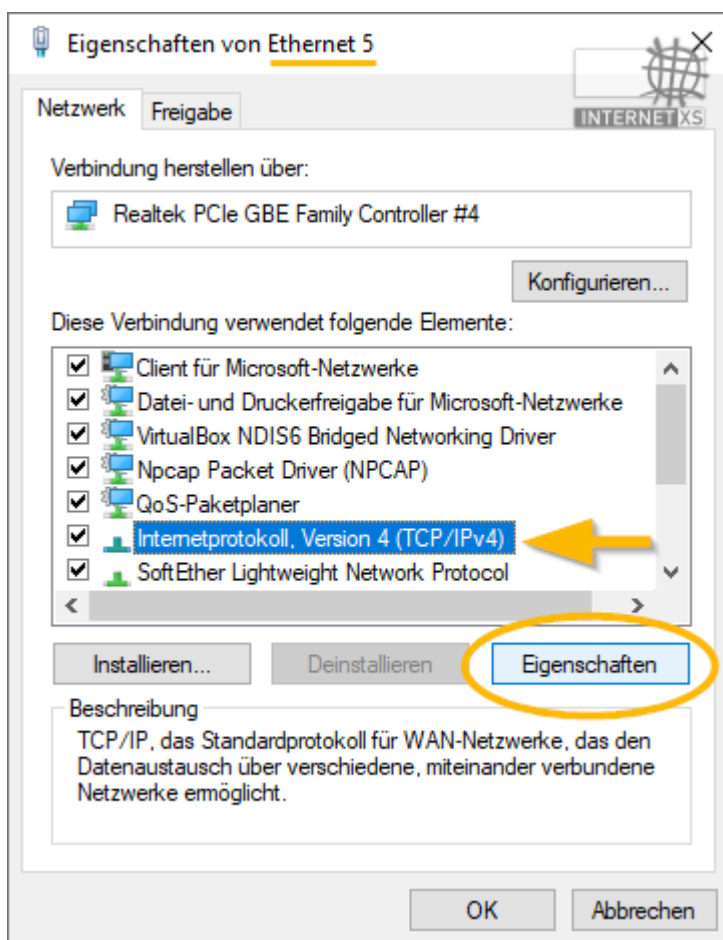 Eigenschaften von Ethernet 5
INTERNET XS
Netzwerk
Freigabe
Verbindung herstellen über:
Realtek PCIe GBE Family Controller #4
Konfigurieren...
Diese Verbindung verwendet folgende Elemente:
Client für Microsoft-Netzwerke
Datei- und Druckerfreigabe für Microsoft-Netzwerke
VirtualBox NDIS6 Bridged Networking Driver
Npcap Packet Driver (NPCAP)
QoS-Paketplaner
Internetprotokoll, Version 4 (TCP/IPv4)
SoftEther Lightweight Network Protocol
Installieren...
Deinstallieren
Eigenschaften
Beschreibung
TCP/IP, das Standardprotokoll für WAN-Netzwerke, das den
Datenaustausch über verschiedene, miteinander verbundene
Netzwerke ermöglicht.
OK
Abbrechen